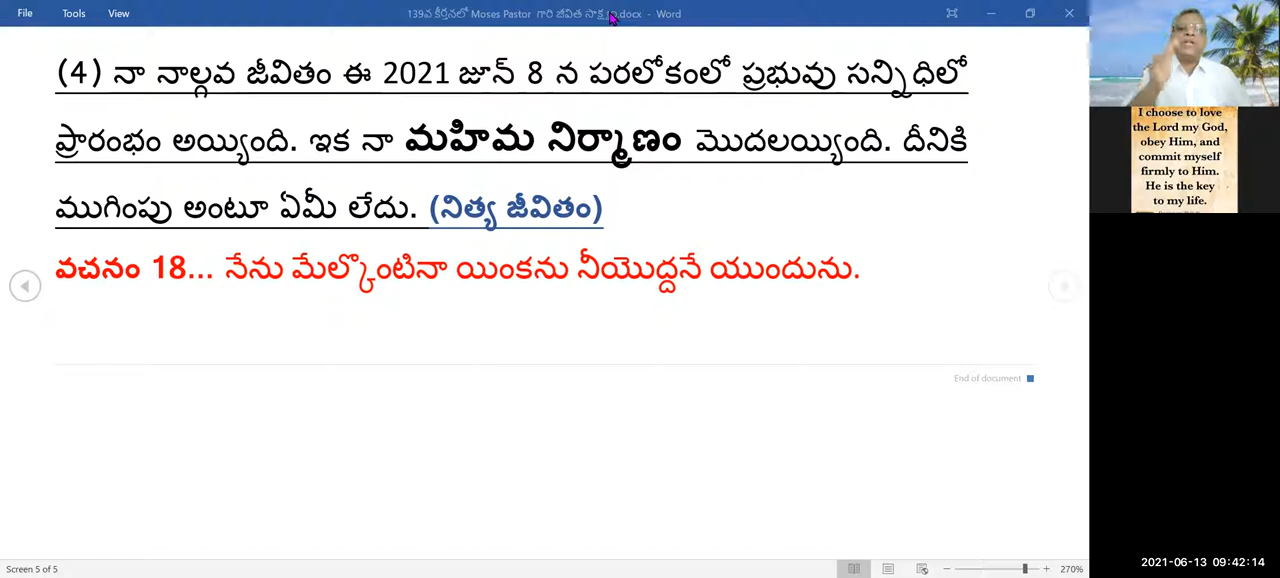 File Tools View 139వ కీర్తనలో Moses Pastor గారి జీవిత సాక్ష్యం.docx - Word
(4) నా నాల్గవ జీవితం ఈ 2021 జూన్ 8 న పరలోకంలో ప్రభువు సన్నిధిలో
ప్రారంభం అయ్యింది. ఇక నా మహిమ నిర్మాణం మొదలయ్యింది. దీనికి
ముగింపు అంటూ ఏమీ లేదు. (నిత్య జీవితం)
వచనం 18... నేను మేల్కొంటినా యింకను నీయొద్దనే యుందును.
End of document
I choose to love
the Lord my God,
obey Him, and
commit myself
firmly to Him.
He is the key
to my life.
Screen 5 of 5
270%
2021-06-13 09:42:14